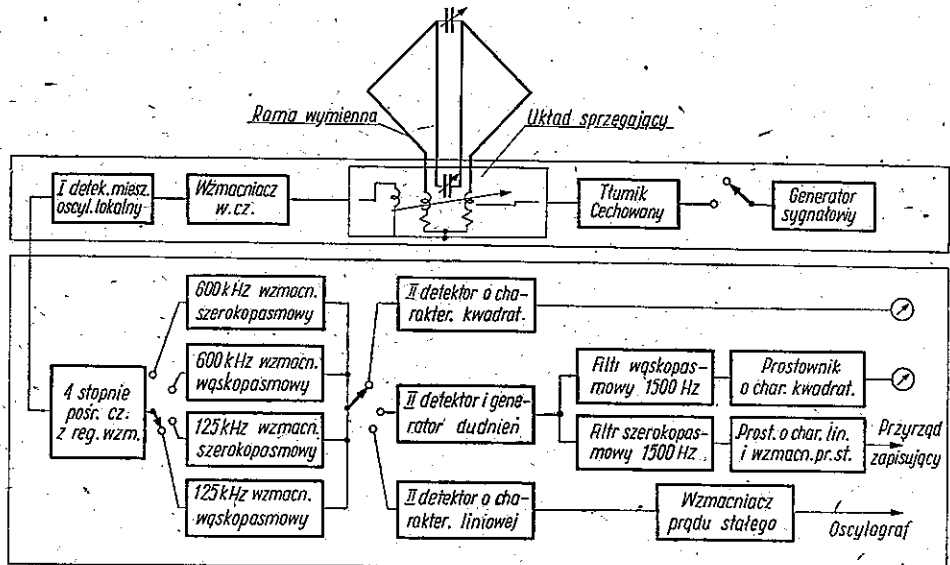 Rama wymienna
Układ sprzęgający
I detek. miesz.
oscyl. lokalny
Wzmacniacz
w.cz.
Tłumik
Cechowany
Generator
sygnałowy
4 stopnie
pośr. cz.
z reg. wzm.
600 kHz wzmacn.
szerokopasmowy
600 kHz wzmacn.
wąskopasmowy
125 kHz wzmacn.
szerokopasmowy
125 kHz wzmacn.
wąskopasmowy
II detektor o cha-
rakter. kwadrat.
II detektor i gene-
rator dudnień
II detektor o cha-
rakter. liniowej
Filtr wąskopas-
mowy 1500 Hz
Prostownik
o char. kwadrat.
Filtr szerokopas-
mowy 1500 Hz
Prost. o char. lin.
i wzmacn. pr. st.
Przyrząd
zapisujący
Wzmacniacz
prądu stałego
Oscylograf